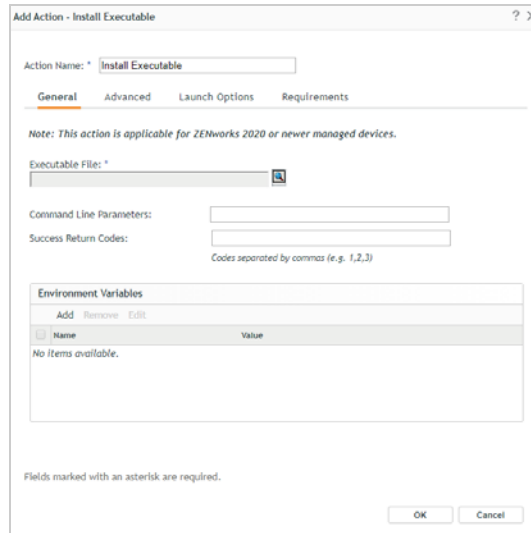 Add Action - Install Executable ?
Action Name: * Install Executable
General Advanced Launch Options Requirements
Note: This action is applicable for ZENworks 2020 or newer managed devices.
Executable File: *
Command Line Parameters:
Success Return Codes:
Codes separated by commas (e.g. 1,2,3)
Environment Variables
Add Remove Edit
Name Value
No items available.
Fields marked with an asterisk are required.
OK Cancel